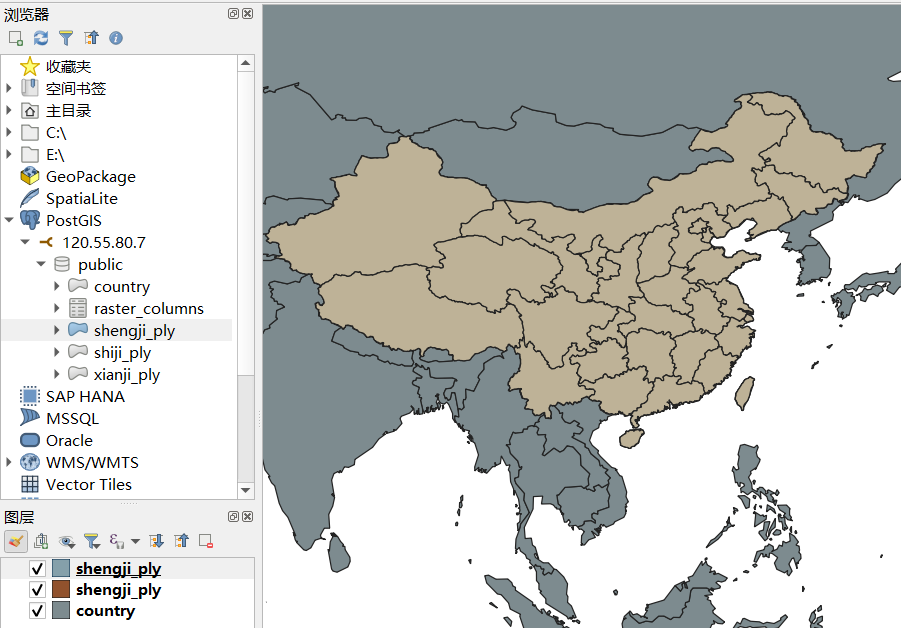 浏览器
收藏夹
空间书签
主目录
C:\
E:\
GeoPackage
SpatiaLite
PostGIS
120.55.80.7
public
country
raster_columns
shengji_ply
shiji_ply
xianji_ply
SAP HANA
MSSQL
Oracle
WMS/WMTS
Vector Tiles
图层
shengji_ply
shengji_ply
country